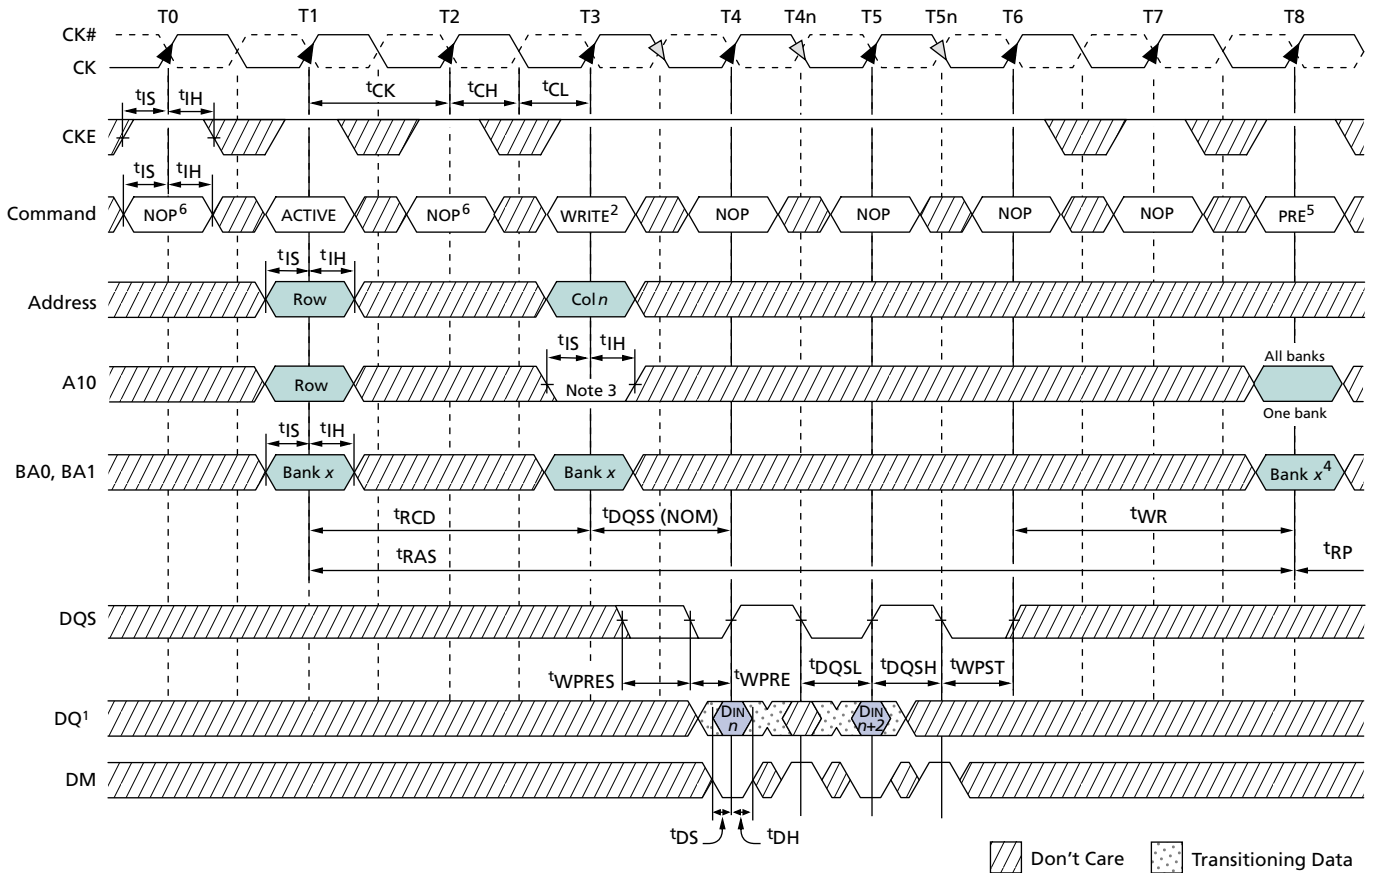 T0 T1 T2 T3 T4 T4n T5 T5n T6 T7 T8
CK#
CK
tIS tIH tCK tCH tCL
CKE
tIS tIH
Command NOP6 ACTIVE NOP6 WRITE2 NOP NOP NOP NOP PRE5
tIS tIH
Address Row Col n
tIS tIH All banks
A10 Row Note 3
One bank
tIS tIH
BA0, BA1 Bank x Bank x Bank x4
tRCD tDQSS (NOM) tWR
tRAS tRP
DQS
tWPRES tWPRE tDQSL tDQSH tWPST
DQ1 DIN n DIN n+2
DM
tDS tDH
Don't Care Transitioning Data